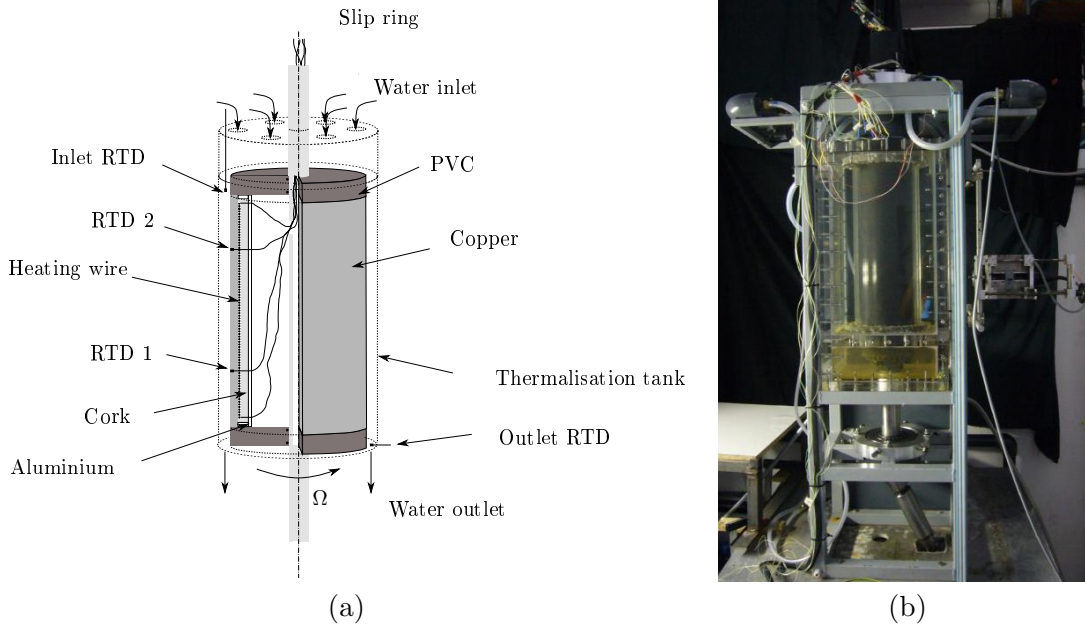 Slip ring
Water inlet
Inlet RTD
PVC
RTD 2
Copper
Heating wire
RTD 1
Thermalisation tank
Cork
Outlet RTD
Aluminium
Ω
Water outlet
(a)
(b)